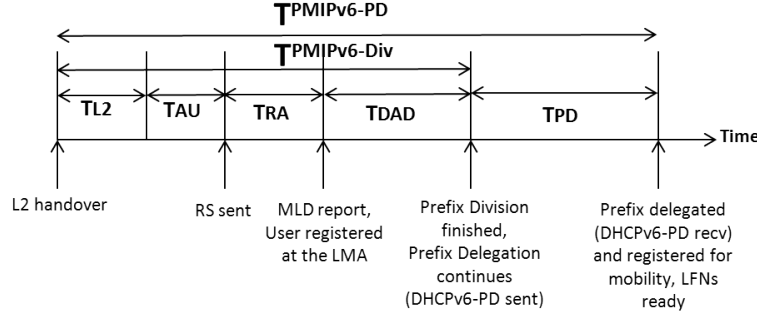 TPMIPv6-PD
TPMIPv6-Div
TL2
TAU
TRA
TDAD
TPD
Time
L2 handover
RS sent
MLD report,
User registered
at the LMA
Prefix Division
finished,
Prefix Delegation
continues
(DHCPv6-PD sent)
Prefix delegated
(DHCPv6-PD recv)
and registered for
mobility, LFNs
ready